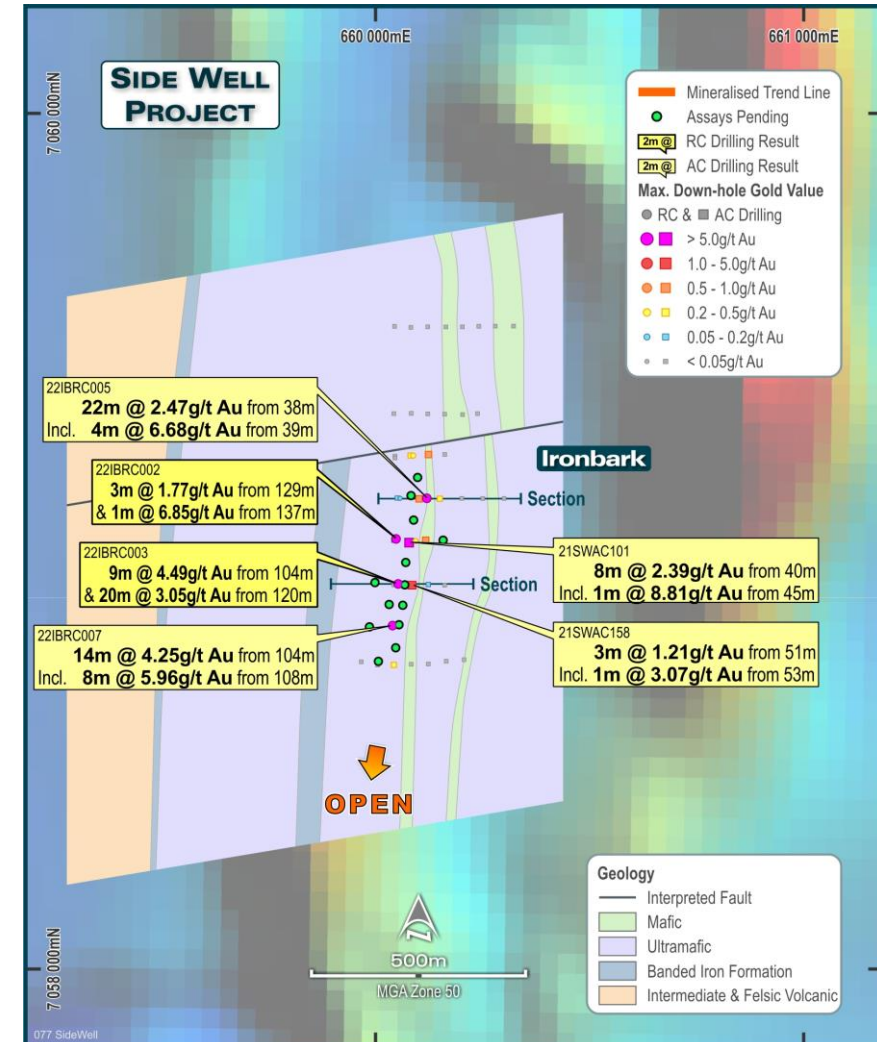 660 000mE
661 000mE
7 060 000mN
SIDE WELL
PROJECT
Mineralised Trend Line
Assays Pending
2m @ RC Drilling Result
2m @ AC Drilling Result
Max. Down-hole Gold Value
RC & AC Drilling
> 5.0g/t Au
1.0 - 5.0g/t Au
0.5 - 1.0g/t Au
0.2 - 0.5g/t Au
0.05 - 0.2g/t Au
< 0.05g/t Au
22IBRC005
22m @ 2.47g/t Au from 38m
Incl. 4m @ 6.68g/t Au from 39m
Ironbark
22IBRC002
3m @ 1.77g/t Au from 129m
& 1m @ 6.85g/t Au from 137m
Section
22IBRC003
9m @ 4.49g/t Au from 104m
& 20m @ 3.05g/t Au from 120m
21SWAC101
8m @ 2.39g/t Au from 40m
Incl. 1m @ 8.81g/t Au from 45m
Section
22IBRC007
14m @ 4.25g/t Au from 104m
Incl. 8m @ 5.96g/t Au from 108m
21SWAC158
3m @ 1.21g/t Au from 51m
Incl. 1m @ 3.07g/t Au from 53m
OPEN
Geology
Interpreted Fault
Mafic
Ultramafic
Banded Iron Formation
Intermediate & Felsic Volcanic
N
500m
MGA Zone 50
7 058 000mN
077 SideWell